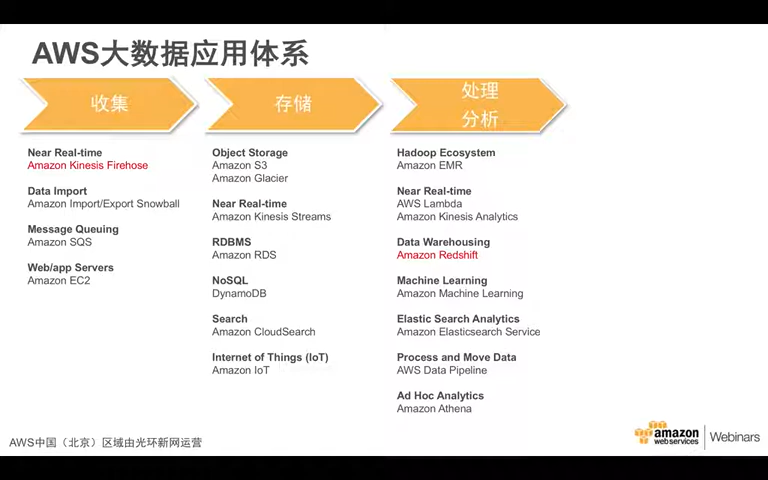 AWS大数据应用体系
收集
Near Real-time
Amazon Kinesis Firehose
Data Import
Amazon Import/Export Snowball
Message Queuing
Amazon SQS
Web/app Servers
Amazon EC2
存储
Object Storage
Amazon S3
Amazon Glacier
Near Real-time
Amazon Kinesis Streams
RDBMS
Amazon RDS
NoSQL
DynamoDB
Search
Amazon CloudSearch
Internet of Things (IoT)
Amazon IoT
处理
分析
Hadoop Ecosystem
Amazon EMR
Near Real-time
AWS Lambda
Amazon Kinesis Analytics
Data Warehousing
Amazon Redshift
Machine Learning
Amazon Machine Learning
Elastic Search Analytics
Amazon Elasticsearch Service
Process and Move Data
AWS Data Pipeline
Ad Hoc Analytics
Amazon Athena
AWS中国（北京）区域由光环新网运营
amazon
webservices
Webinars